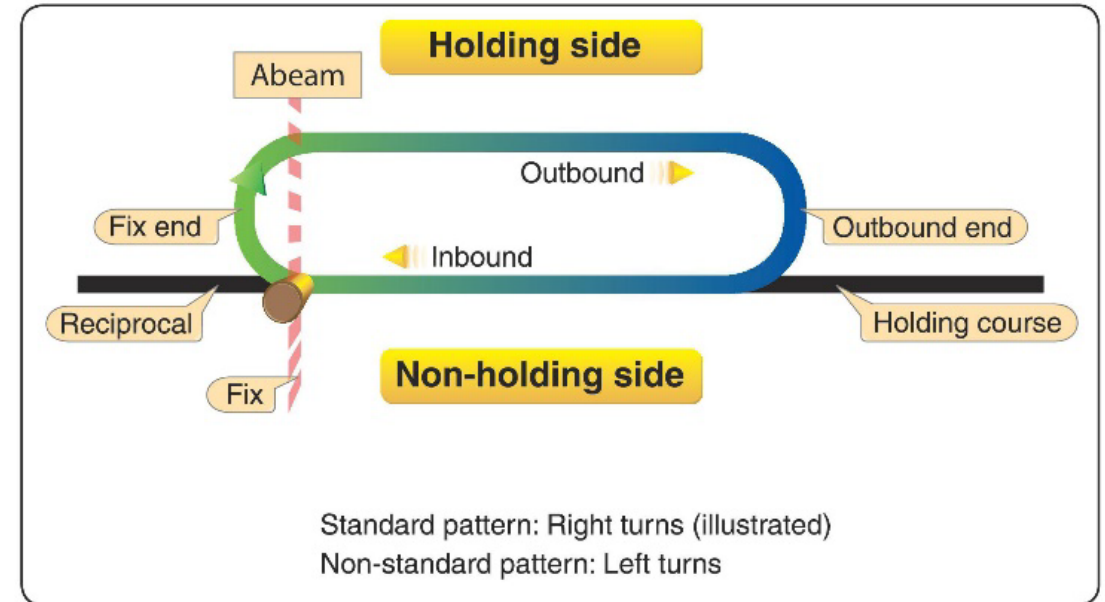 Holding side
Abeam
Outbound
Fix end
Outbound end
Inbound
Reciprocal
Holding course
Non-holding side
Fix
Standard pattern: Right turns (illustrated)
Non-standard pattern: Left turns